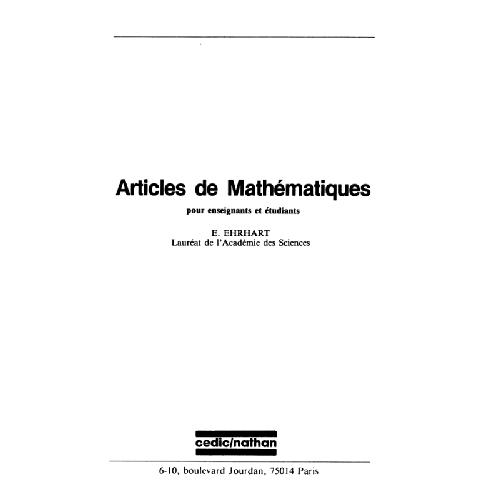 Articles de Mathématiques
pour enseignants et étudiants
E. EHRHART
Lauréat de l'Académie des Sciences
cedic/nathan
6-10, boulevard Jourdan, 75014 Paris